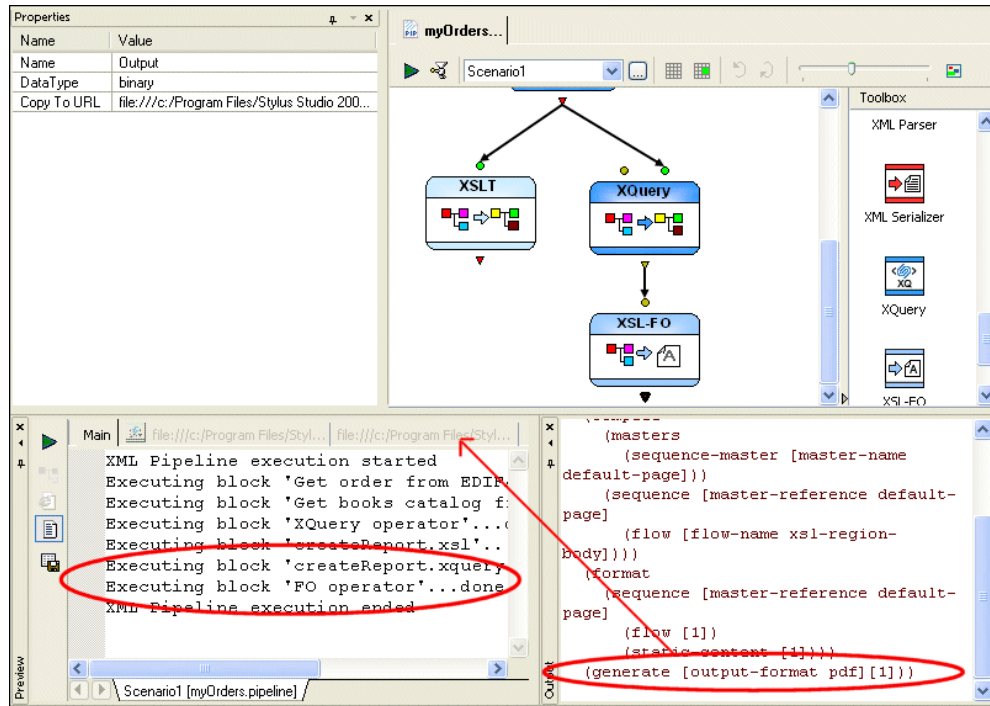 Properties
Name Value
Name Output
DataType binary
Copy To URL file:///c:/Program Files/Stylus Studio 200...
PIP myOrders...
Scenario1
...
XSLT
XQuery
XSL-FO
Toolbox
XML Parser
XML Serializer
XQ
XQuery
XSL-FO
Main file:///c:/Program Files/Styl... file:///c:/Program Files/Styl...
XML Pipeline execution started
Executing block 'Get order from EDIF
Executing block 'Get books catalog f
Executing block 'XQuery operator'...
Executing block 'createReport.xsl'..
Executing block 'createReport.xquery
Executing block 'FO operator'...done
XML Pipeline execution ended
Preview
Scenario1 [myOrders.pipeline]
(masters
(sequence-master [master-name
default-page]))
(sequence [master-reference default-
page]
(flow [flow-name xsl-region-
body])))
(format
(sequence [master-reference default-
page]
(flow [1])
(static-content [1])))
(generate [output-format pdf][1]))
Output